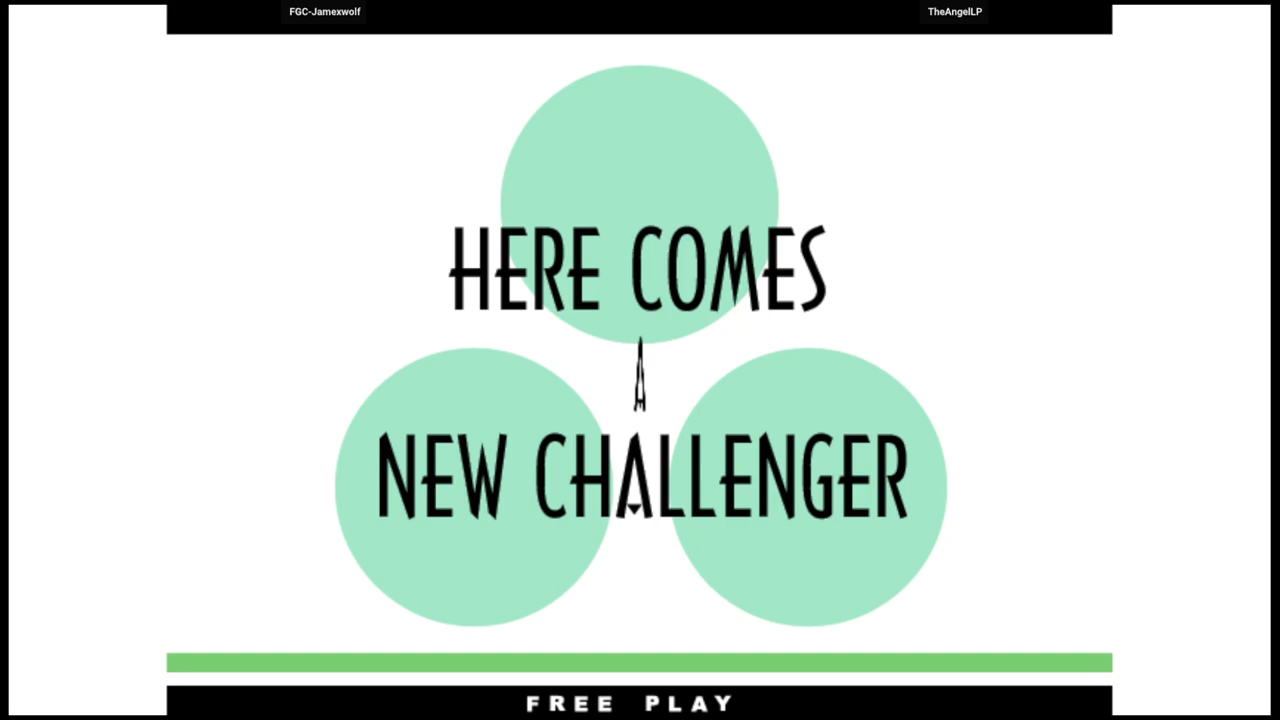 FGC-Jamexwolf
TheAngelLP
HERE COMES
A
NEW CHALLENGER
FREE PLAY